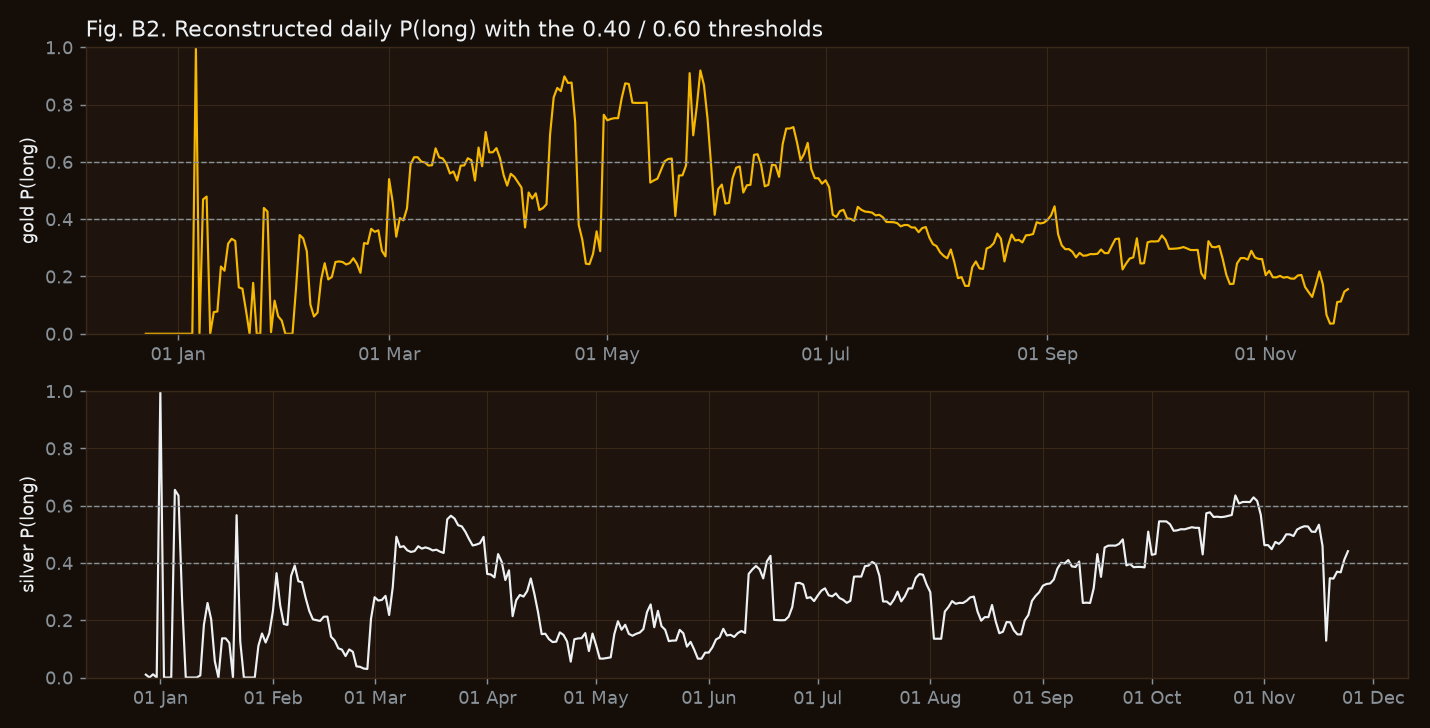 Fig. B2. Reconstructed daily P(long) with the 0.40 / 0.60 thresholds
gold P(long)
1.0
0.8
0.6
0.4
0.2
0.0
01 Jan 01 Mar 01 May 01 Jul 01 Sep 01 Nov
silver P(long)
1.0
0.8
0.6
0.4
0.2
0.0
01 Jan 01 Feb 01 Mar 01 Apr 01 May 01 Jun 01 Jul 01 Aug 01 Sep 01 Oct 01 Nov 01 Dec